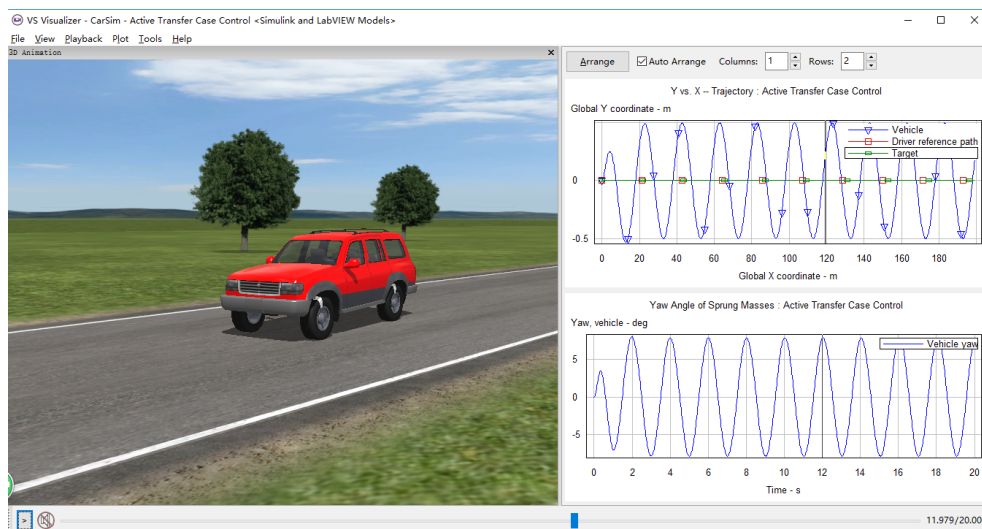 VS Visualizer - CarSim - Active Transfer Case Control <Simulink and LabVIEW Models>
File View Playback Plot Tools Help
3D Animation
Arrange Auto Arrange Columns: 1 Rows: 2
Y vs. X -- Trajectory : Active Transfer Case Control
Global Y coordinate - m
Vehicle
Driver reference path
Target
0
-0.5
0 20 40 60 80 100 120 140 160 180
Global X coordinate - m
Yaw Angle of Sprung Masses : Active Transfer Case Control
Yaw, vehicle - deg
Vehicle yaw
5
0
-5
0 2 4 6 8 10 12 14 16 18 20
Time - s
> 11.979/20.00